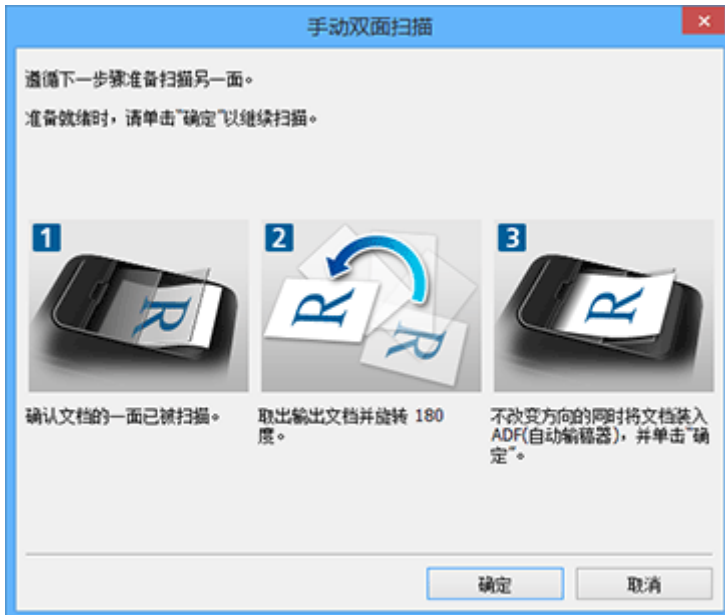 手动双面扫描
遵循下一步骤准备扫描另一面。
准备就绪时，请单击"确定"以继续扫描。
1
2
3
R
R
R
R
确认文档的一面已被扫描。
取出输出文档并旋转 180
度。
不改变方向的同时将文档装入
ADF(自动输稿器)，并单击"确
定"。
确定
取消